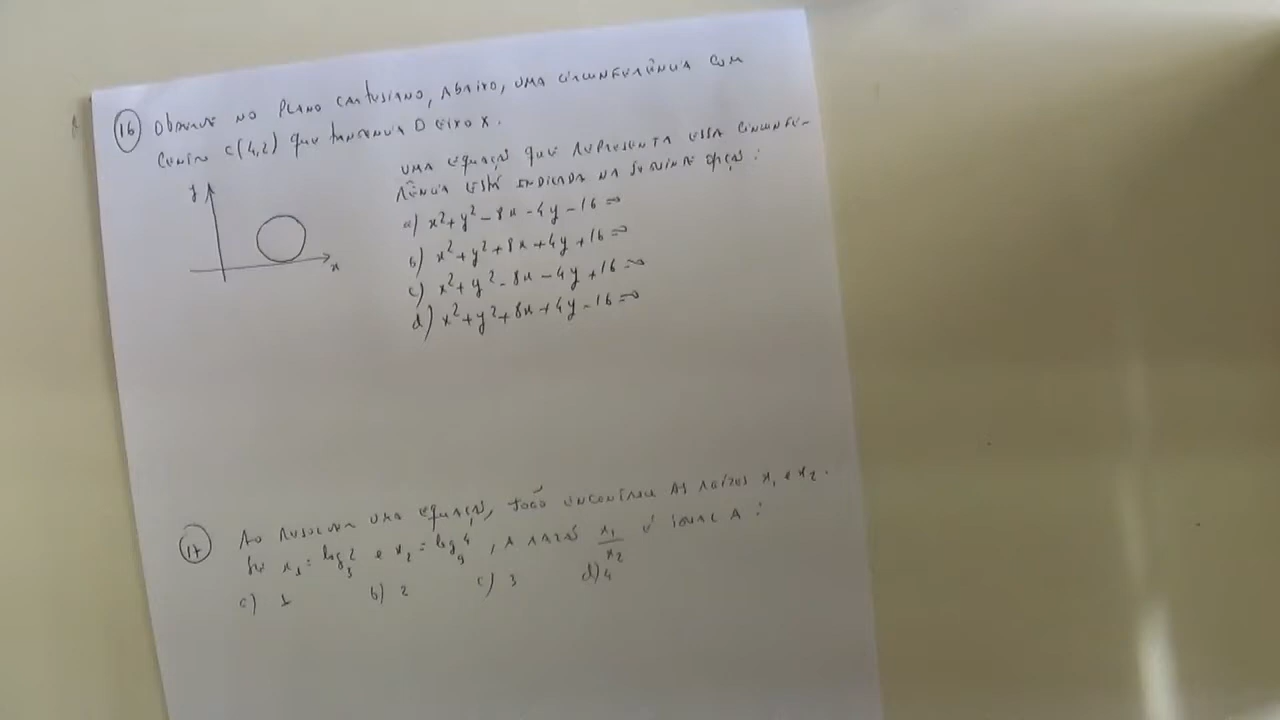 16 OBSERVE NO PLANO CARTESIANO, ABAIXO, UMA CIRCUNFERÊNCIA COM
CENTRO C(4,2) QUE TANGENCIA O EIXO X.
y
x
UMA EQUAÇÃO QUE REPRESENTA ESSA CIRCUNFE-
RÊNCIA ESTÁ INDICADA NA SEGUINTE OPÇÃO:
a) x²+y²-8x-4y-16=0
b) x²+y²+8x+4y+16=0
c) x²+y²-8x-4y+16=0
d) x²+y²+8x+4y-16=0
17 AO RESOLVER UMA EQUAÇÃO, JOÃO ENCONTROU AS RAÍZES x₁ e x₂.
SE x₁ = log₃2 e x₂ = log₉4, A RAZÃO x₁/x₂ É IGUAL A:
a) 1 b) 2 c) 3 d) 4